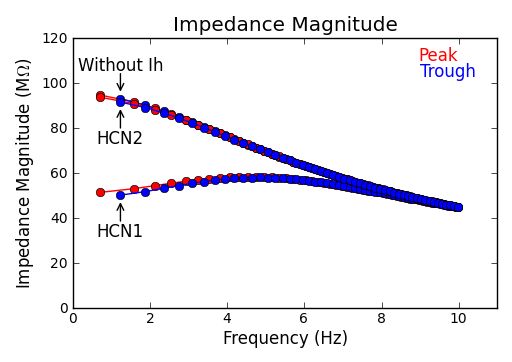 Impedance Magnitude
120
100
80
60
40
20
0
Impedance Magnitude (MΩ)
Peak
Trough
Without Ih
HCN2
HCN1
0 2 4 6 8 10
Frequency (Hz)